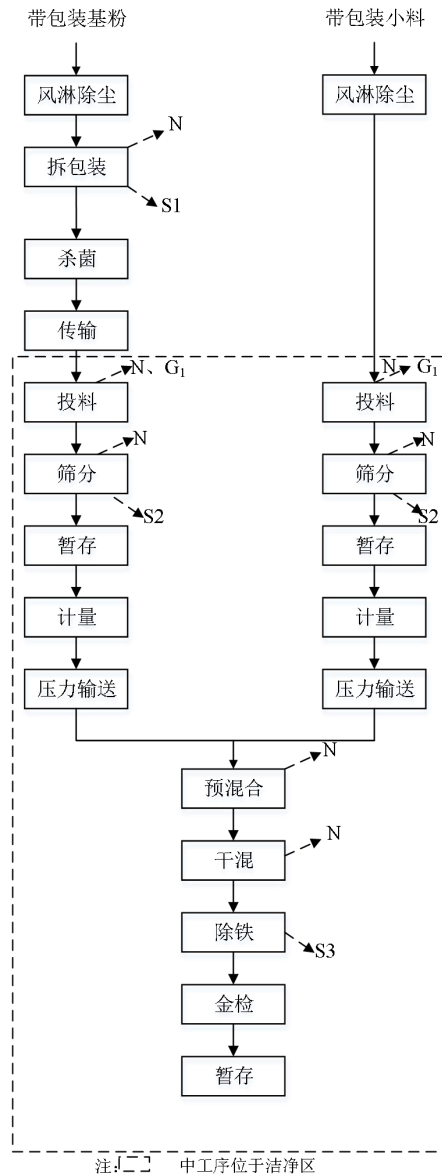 带包装基粉 带包装小料
风淋除尘 风淋除尘
N
拆包装
S1
杀菌
传输
N、G₁ N G₁
投料 投料
N N
筛分 筛分
S2 S2
暂存 暂存
计量 计量
压力输送 压力输送
N
预混合
N
干混
除铁
S3
金检
暂存
注: 中工序位于洁净区